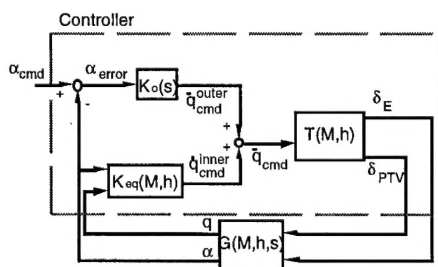 Controller
α_cmd
+
-
α_error
K_o(s)
q̄_cmd^outer
+
+
K_eq(M,h)
q̇_cmd^inner
q̄_cmd
T(M,h)
δ_E
δ_PTV
q
α
G(M,h,s)